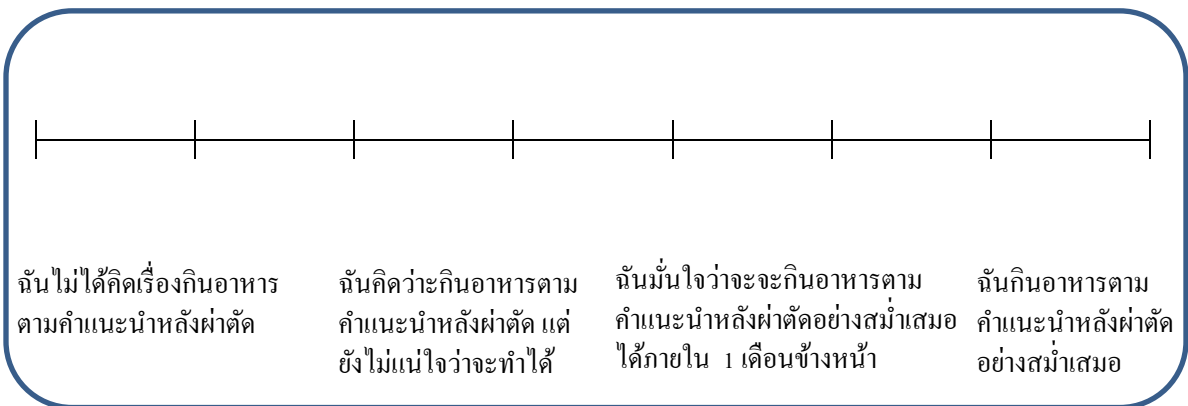 ฉันไม่ได้คิดเรื่องกินอาหาร
ตามคำแนะนำหลังผ่าตัด
ฉันคิดว่ะกินอาหารตาม
คำแนะนำหลังผ่าตัด แต่
ยังไม่แน่ใจว่าจะทำได้
ฉันมั่นใจว่าจะจะกินอาหารตาม
คำแนะนำหลังผ่าตัดอย่างสม่ำเสมอ
ได้ภายใน 1 เดือนข้างหน้า
ฉันกินอาหารตาม
คำแนะนำหลังผ่าตัด
อย่างสม่ำเสมอ